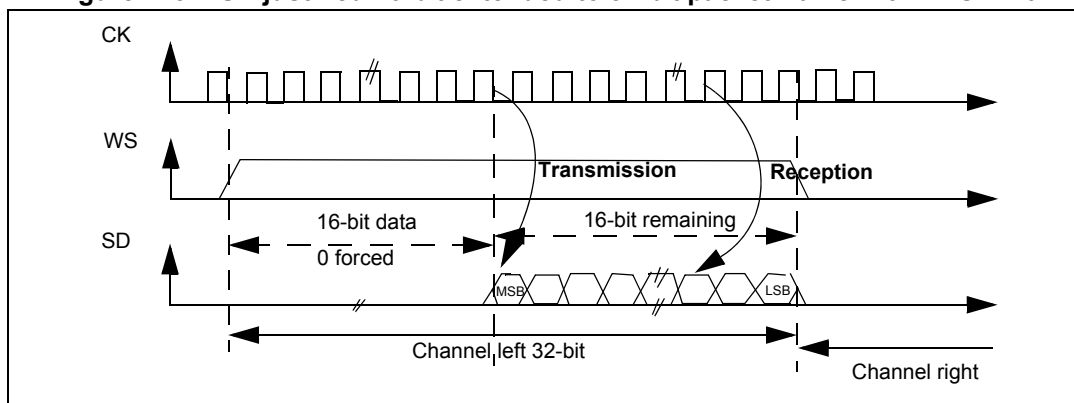 CK
WS
Transmission
Reception
16-bit data
16-bit remaining
SD
0 forced
MSB
LSB
Channel left 32-bit
Channel right